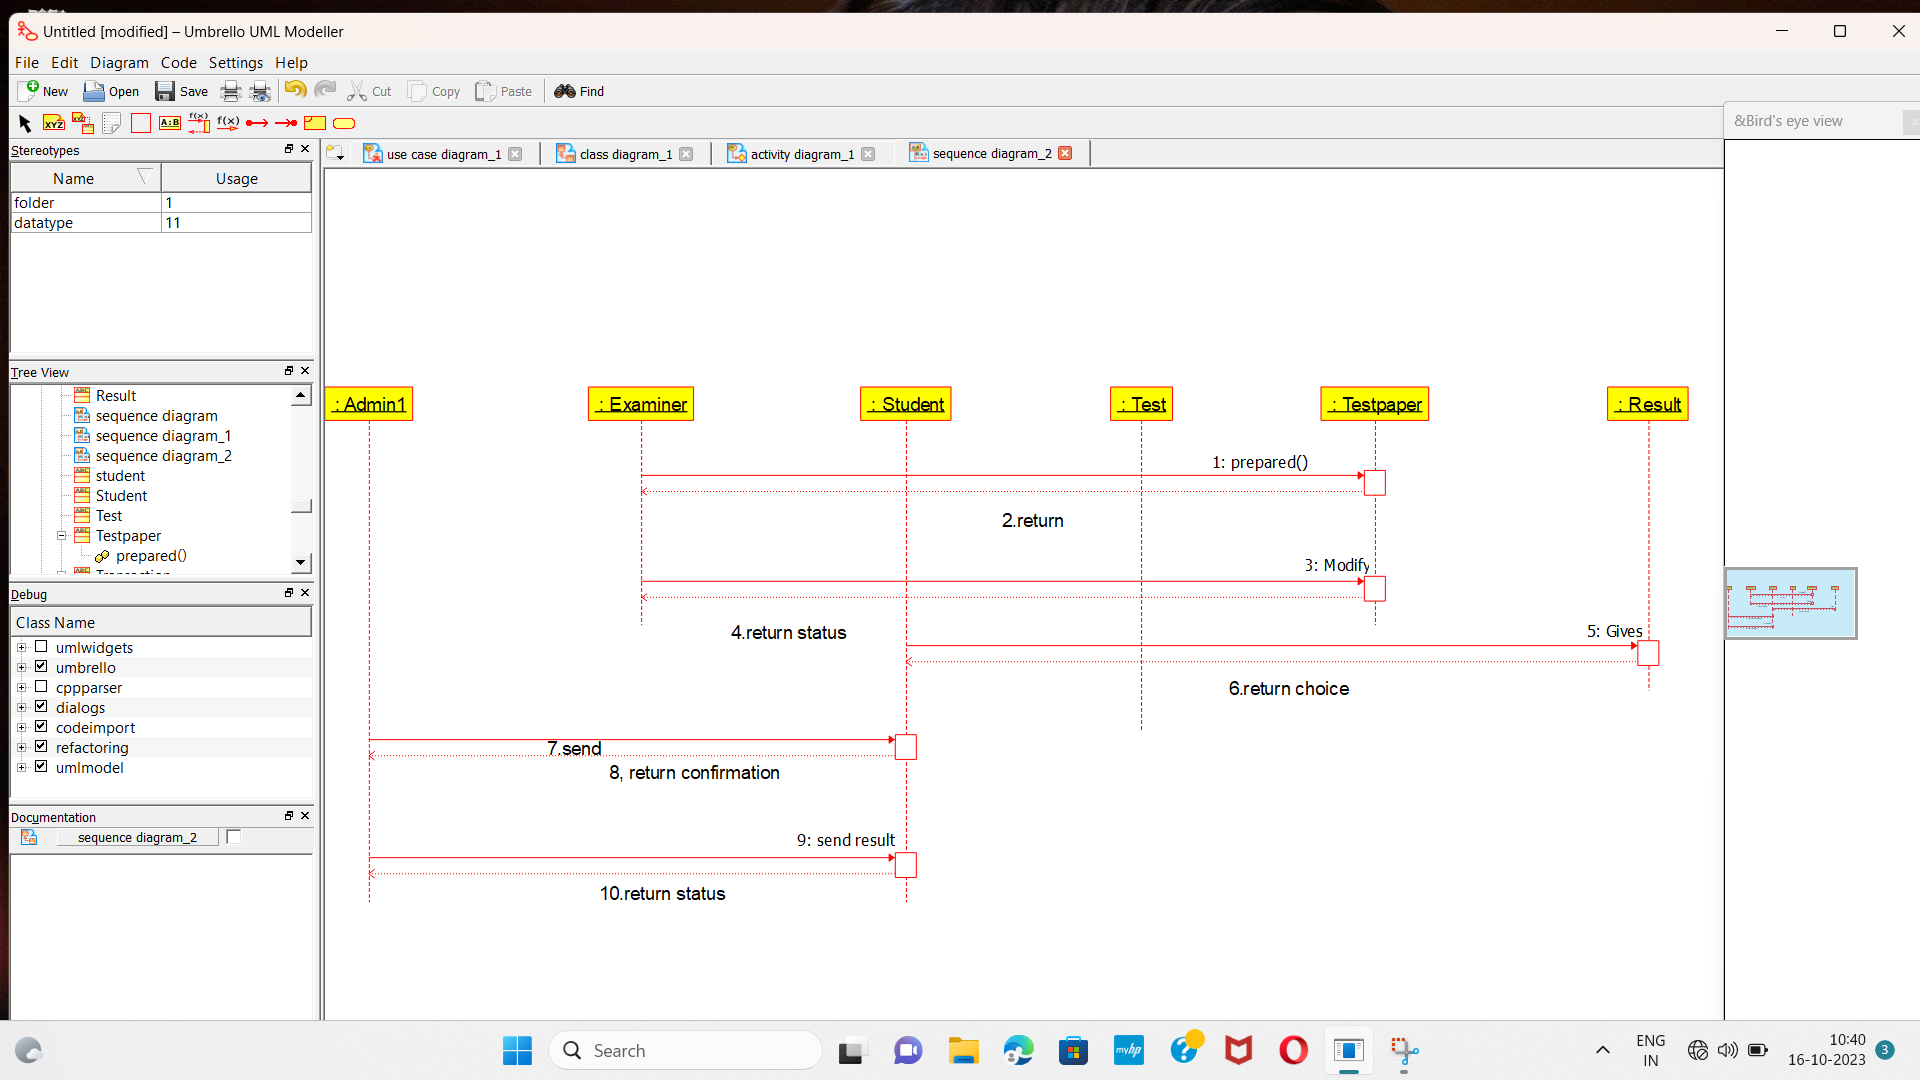 Untitled [modified] – Umbrello UML Modeller
File Edit Diagram Code Settings Help
New Open Save Cut Copy Paste Find
XYZ XYZ A:B f(x) f(x)
&Bird's eye view
Stereotypes
use case diagram_1 class diagram_1 activity diagram_1 sequence diagram_2
Name Usage
folder 1
datatype 11
Tree View
Result
sequence diagram
sequence diagram_1
sequence diagram_2
student
Student
Test
Testpaper
prepared()
Transaction
Debug
Class Name
umlwidgets
umbrello
cppparser
dialogs
codeimport
refactoring
umlmodel
Documentation
sequence diagram_2
: Admin1 : Examiner : Student : Test : Testpaper : Result
1: prepared()
2.return
3: Modify
4.return status
5: Gives
6.return choice
7.send
8, return confirmation
9: send result
10.return status
Search
myhp
ENG
IN
10:40
16-10-2023
3